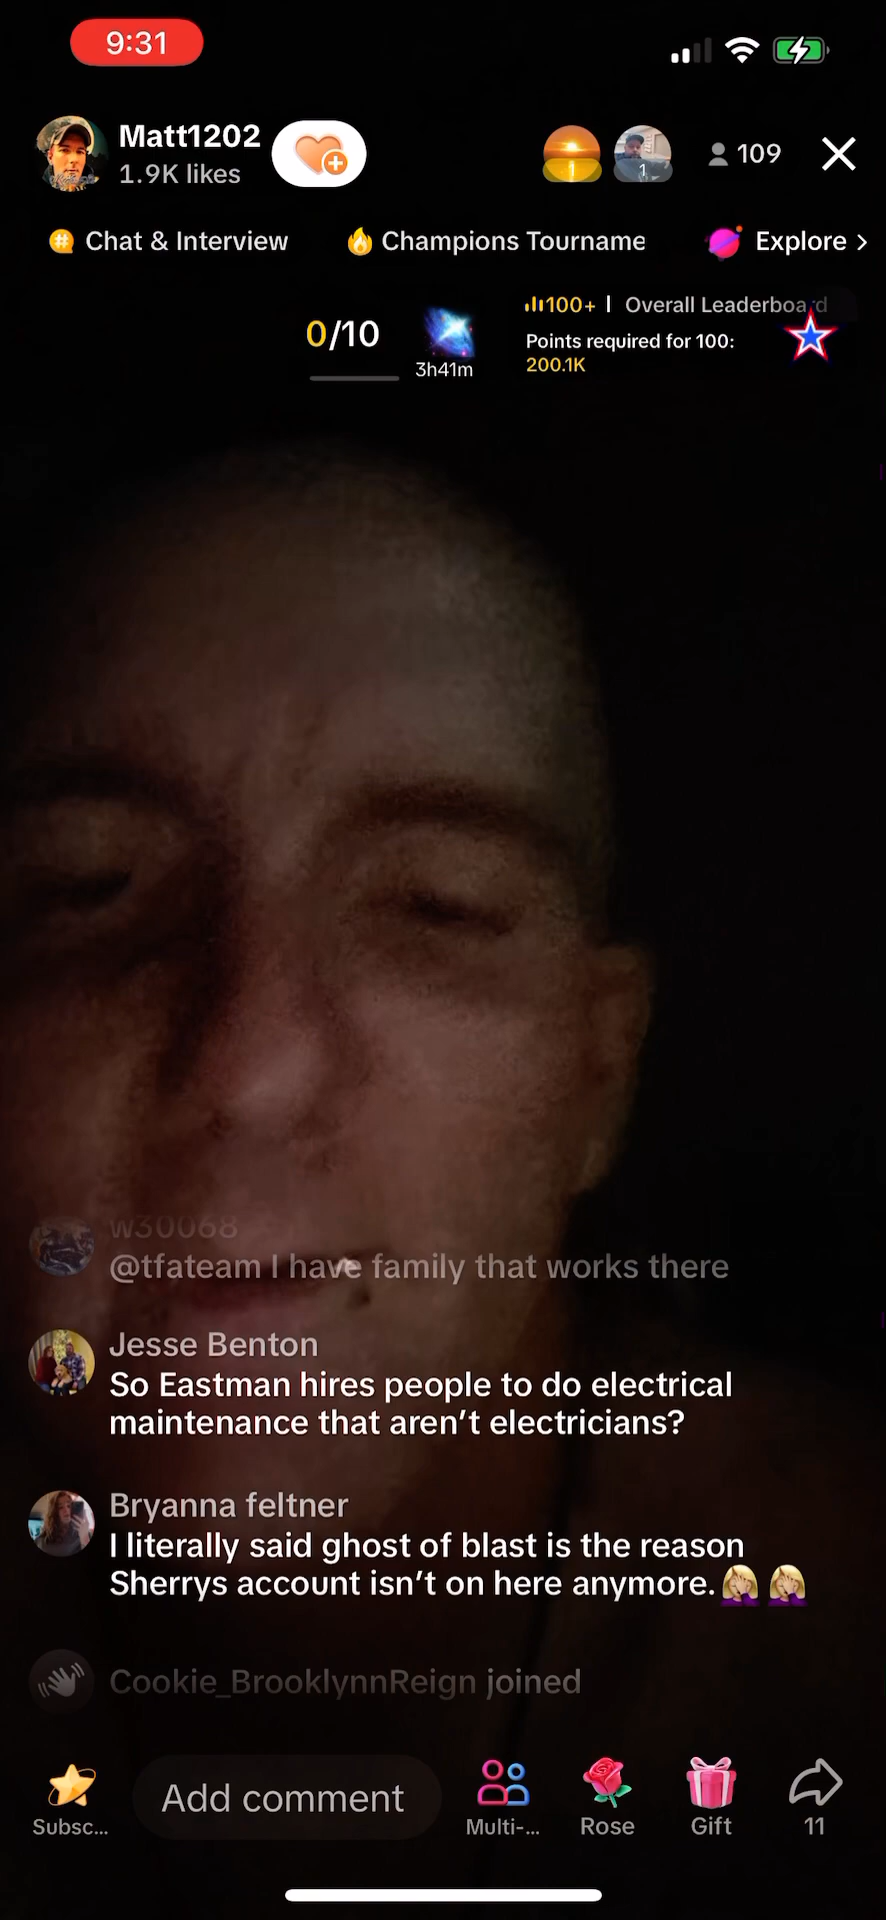 9:31
Matt1202
1.9K likes
1
1
109
Chat & Interview
Champions Tourname
Explore >
0/10
3h41m
100+ | Overall Leaderboard
Points required for 100:
200.1K
w30068
@tfateam I have family that works there
Jesse Benton
So Eastman hires people to do electrical
maintenance that aren’t electricians?
Bryanna feltner
I literally said ghost of blast is the reason
Sherrys account isn’t on here anymore.🤦🏼‍♀️🤦🏼‍♀️
Cookie_BrooklynnReign joined
Subsc...
Add comment
Multi-...
Rose
Gift
11